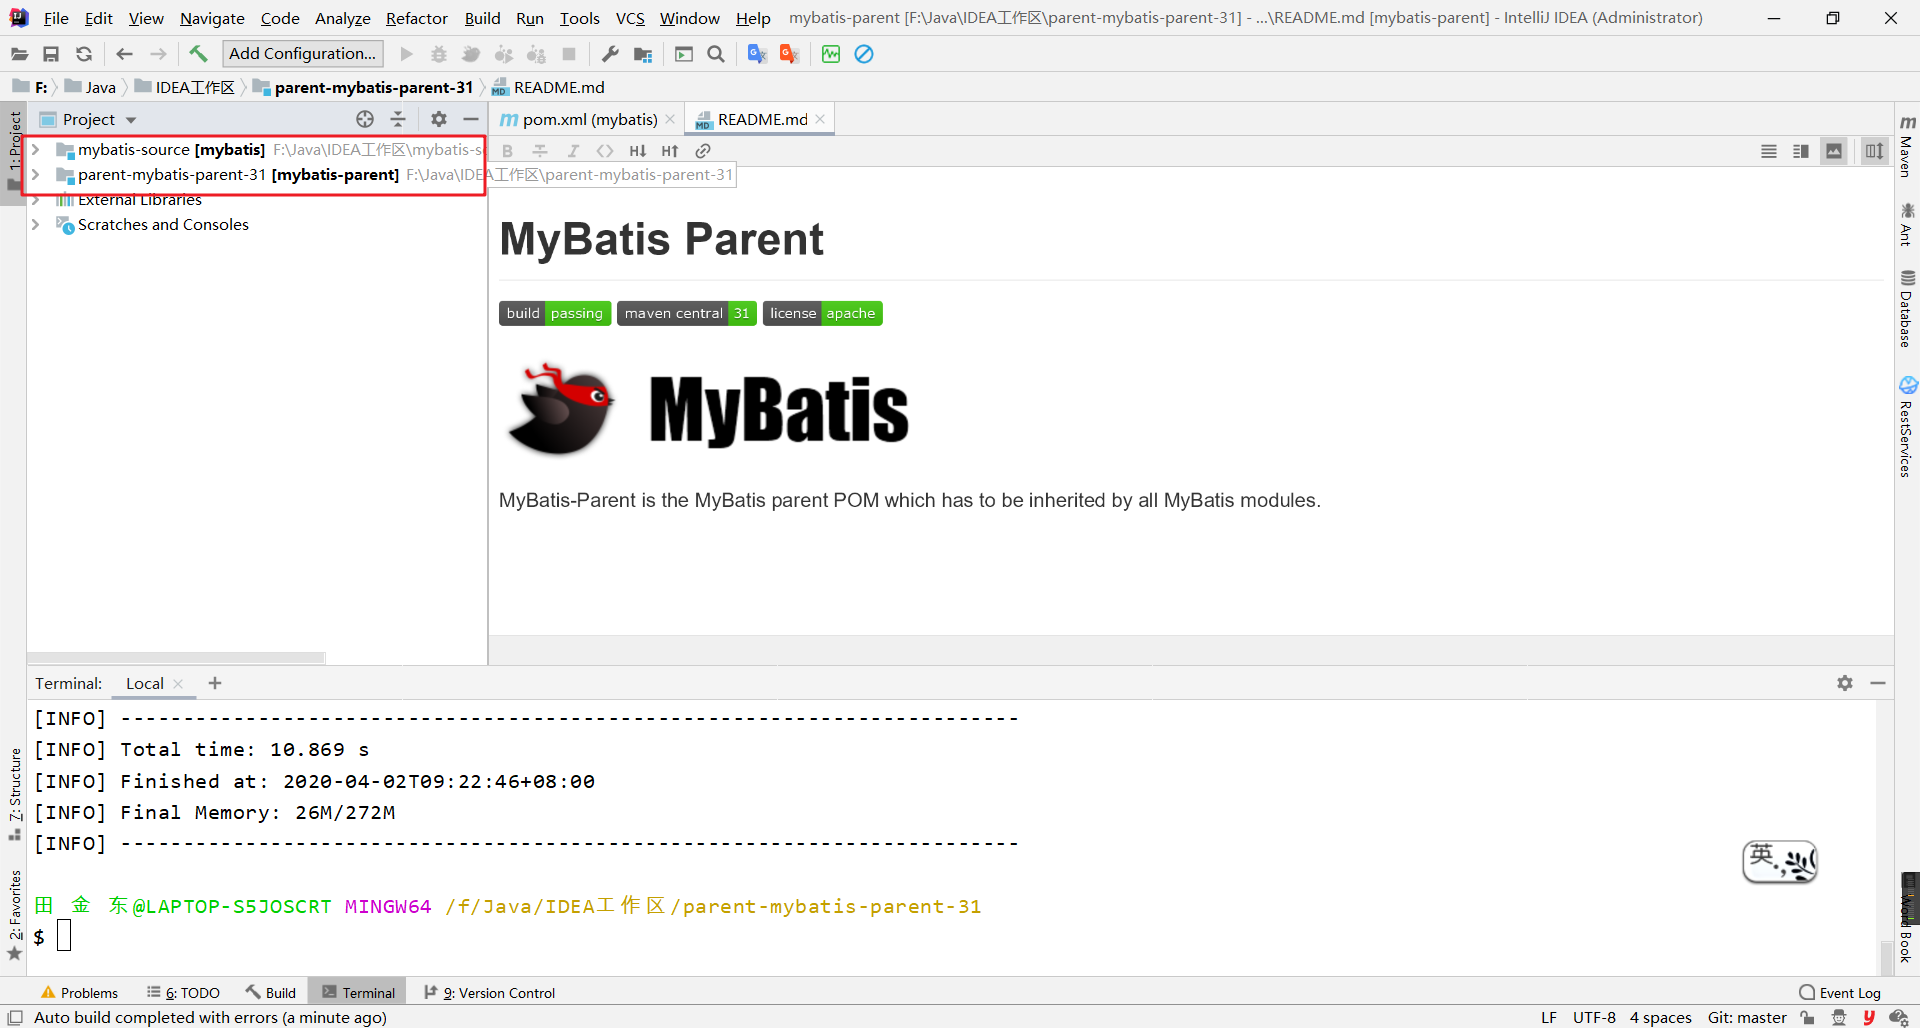 File Edit View Navigate Code Analyze Refactor Build Run Tools VCS Window Help mybatis-parent [F:\Java\IDEA工作区\parent-mybatis-parent-31] - ...\README.md [mybatis-parent] - IntelliJ IDEA (Administrator)
Add Configuration...
F: Java IDEA工作区 parent-mybatis-parent-31 README.md
Project
pom.xml (mybatis) README.md
mybatis-source [mybatis] F:\Java\IDEA工作区\mybatis-s
parent-mybatis-parent-31 [mybatis-parent] F:\Java\IDEA工作区\parent-mybatis-parent-31
External Libraries
Scratches and Consoles
MyBatis Parent
build passing maven central 31 license apache
MyBatis
MyBatis-Parent is the MyBatis parent POM which has to be inherited by all MyBatis modules.
1: Project
7: Structure
2: Favorites
Maven
Ant
Database
RestServices
Word Book
Terminal: Local
[INFO] ------------------------------------------------------------------------
[INFO] Total time: 10.869 s
[INFO] Finished at: 2020-04-02T09:22:46+08:00
[INFO] Final Memory: 26M/272M
[INFO] ------------------------------------------------------------------------
田金东@LAPTOP-S5JOSCRT MINGW64 /f/Java/IDEA工作区/parent-mybatis-parent-31
$
英
Problems 6: TODO Build Terminal 9: Version Control Event Log
Auto build completed with errors (a minute ago) LF UTF-8 4 spaces Git: master